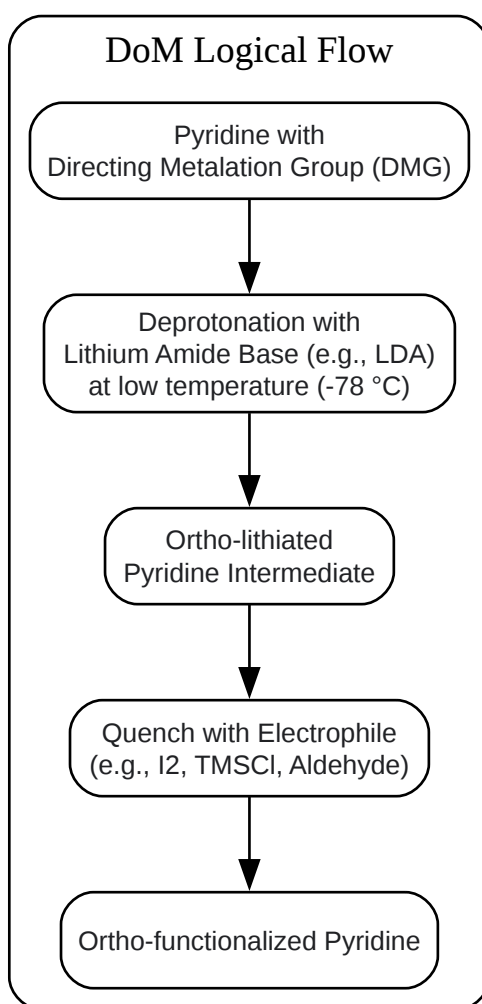 DoM Logical Flow
Pyridine with
Directing Metalation Group (DMG)
Deprotonation with
Lithium Amide Base (e.g., LDA)
at low temperature (-78 °C)
Ortho-lithiated
Pyridine Intermediate
Quench with Electrophile
(e.g., I2, TMSCl, Aldehyde)
Ortho-functionalized Pyridine